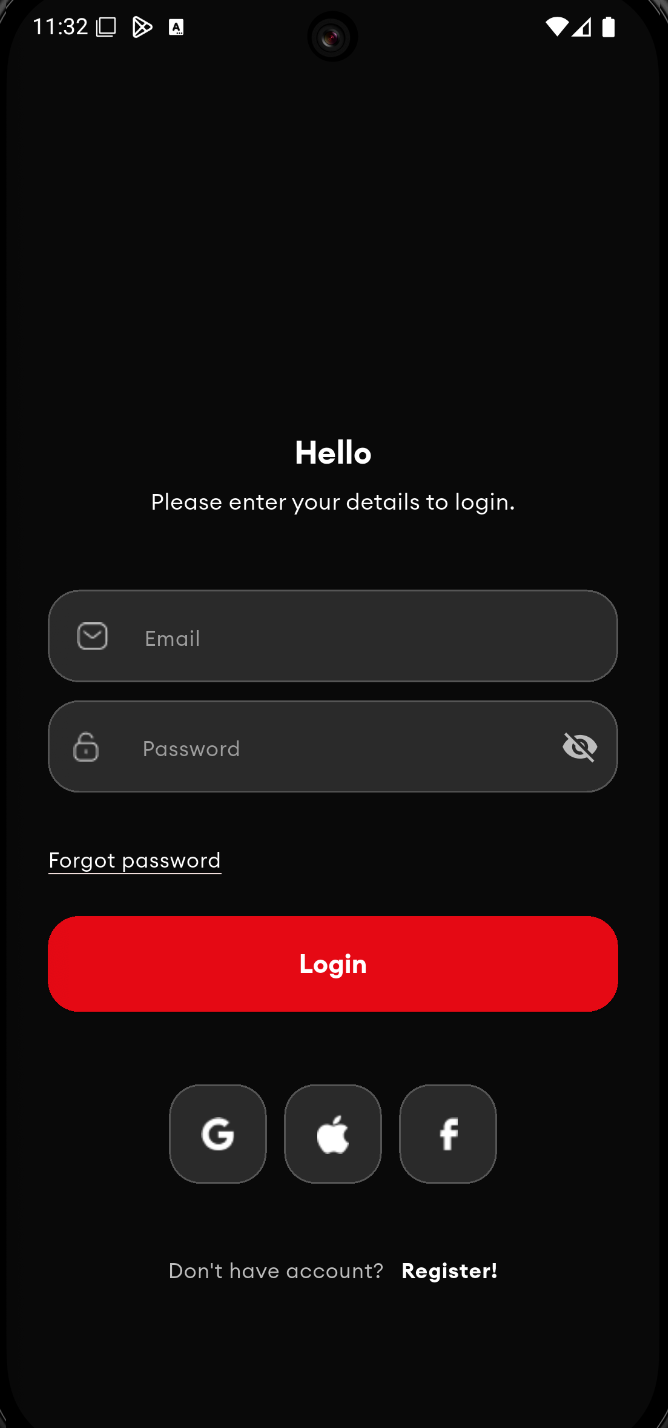 11:32
Hello
Please enter your details to login.
Email
Password
Forgot password
Login
Don't have account? Register!